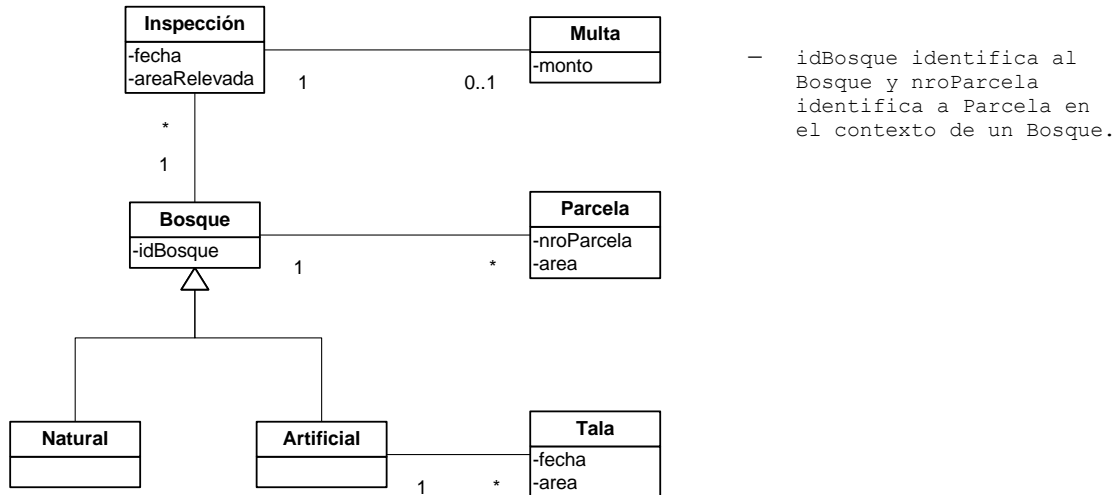 Inspección
-fecha
-areaRelevada
Multa
-monto
1
0..1
— idBosque identifica al
Bosque y nroParcela
identifica a Parcela en
el contexto de un Bosque.
*
1
Bosque
-idBosque
Parcela
-nroParcela
-area
1
*
Natural
Artificial
Tala
-fecha
-area
1
*